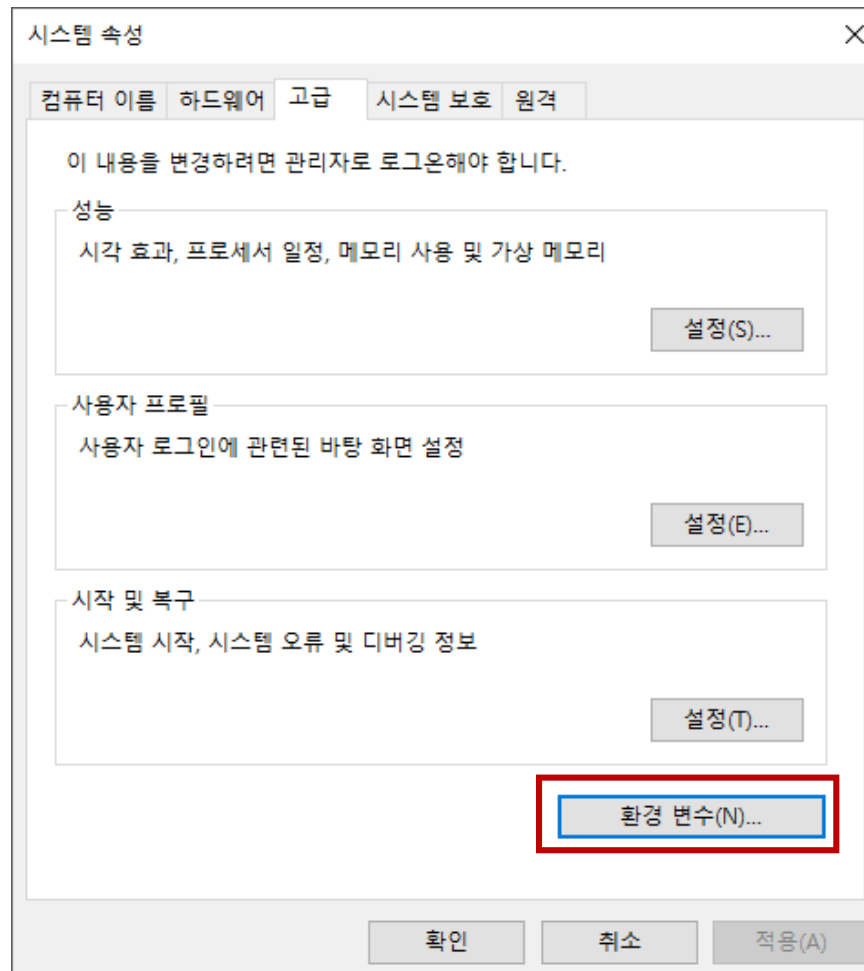 시스템 속성
컴퓨터 이름 하드웨어 고급 시스템 보호 원격
이 내용을 변경하려면 관리자로 로그온해야 합니다.
성능
시각 효과, 프로세서 일정, 메모리 사용 및 가상 메모리
설정(S)...
사용자 프로필
사용자 로그인에 관련된 바탕 화면 설정
설정(E)...
시작 및 복구
시스템 시작, 시스템 오류 및 디버깅 정보
설정(T)...
환경 변수(N)...
확인 취소 적용(A)